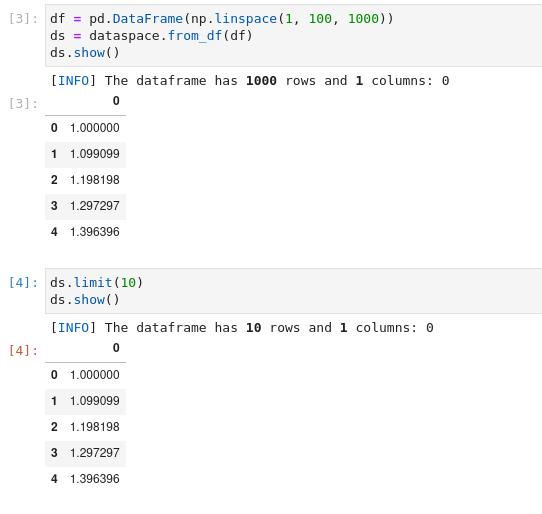 [3]: df = pd.DataFrame(np.linspace(1, 100, 1000))
ds = dataspace.from_df(df)
ds.show()
[INFO] The dataframe has 1000 rows and 1 columns: 0
[3]: 0
0 1.000000
1 1.099099
2 1.198198
3 1.297297
4 1.396396
[4]: ds.limit(10)
ds.show()
[INFO] The dataframe has 10 rows and 1 columns: 0
[4]: 0
0 1.000000
1 1.099099
2 1.198198
3 1.297297
4 1.396396